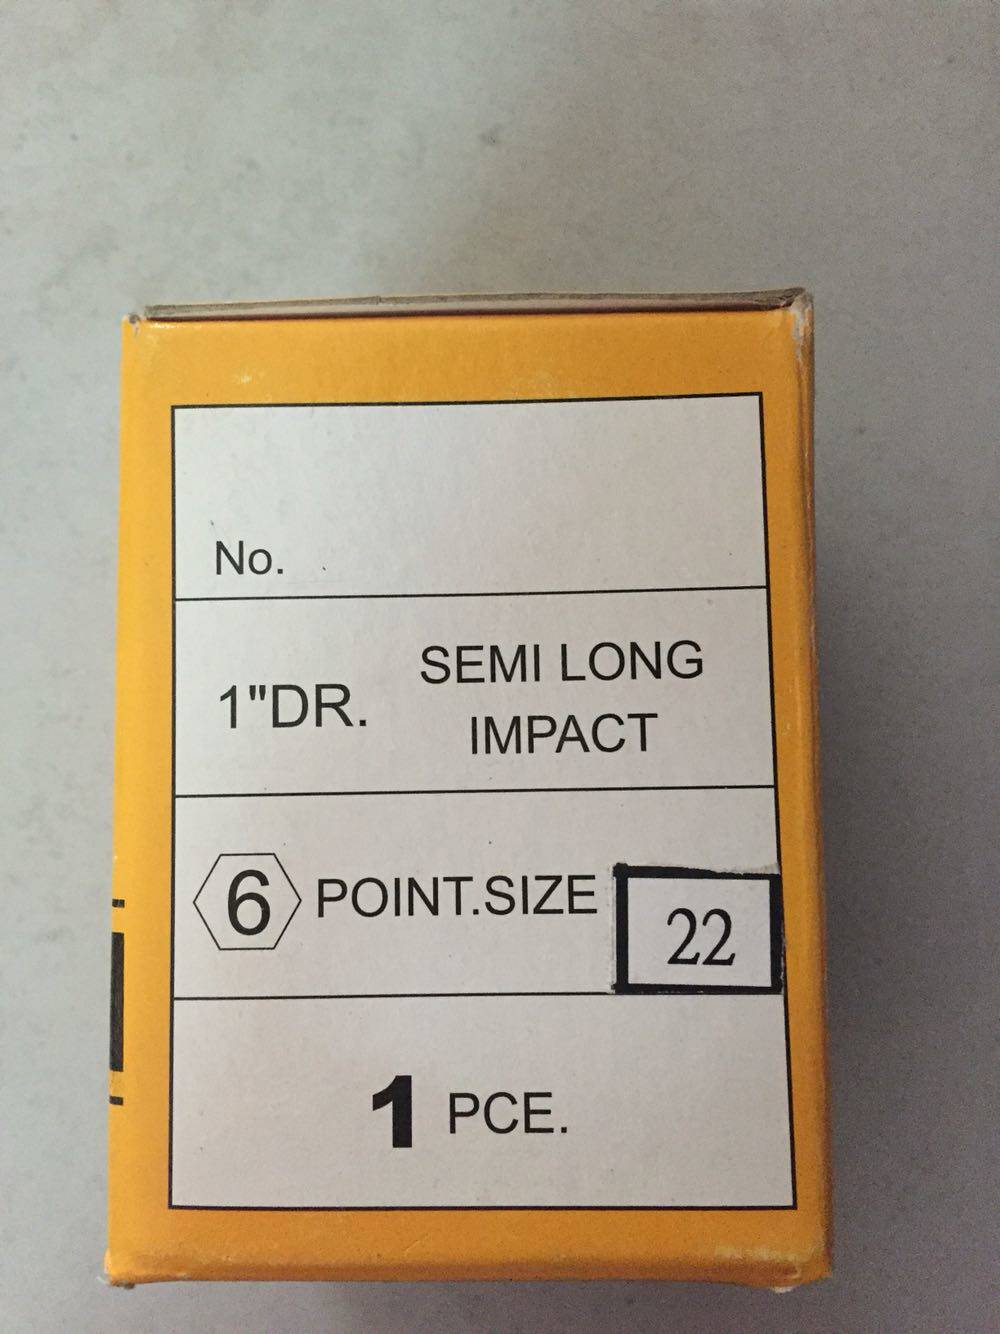 No.
1"DR. SEMI LONG
IMPACT
6 POINT.SIZE 22
1 PCE.